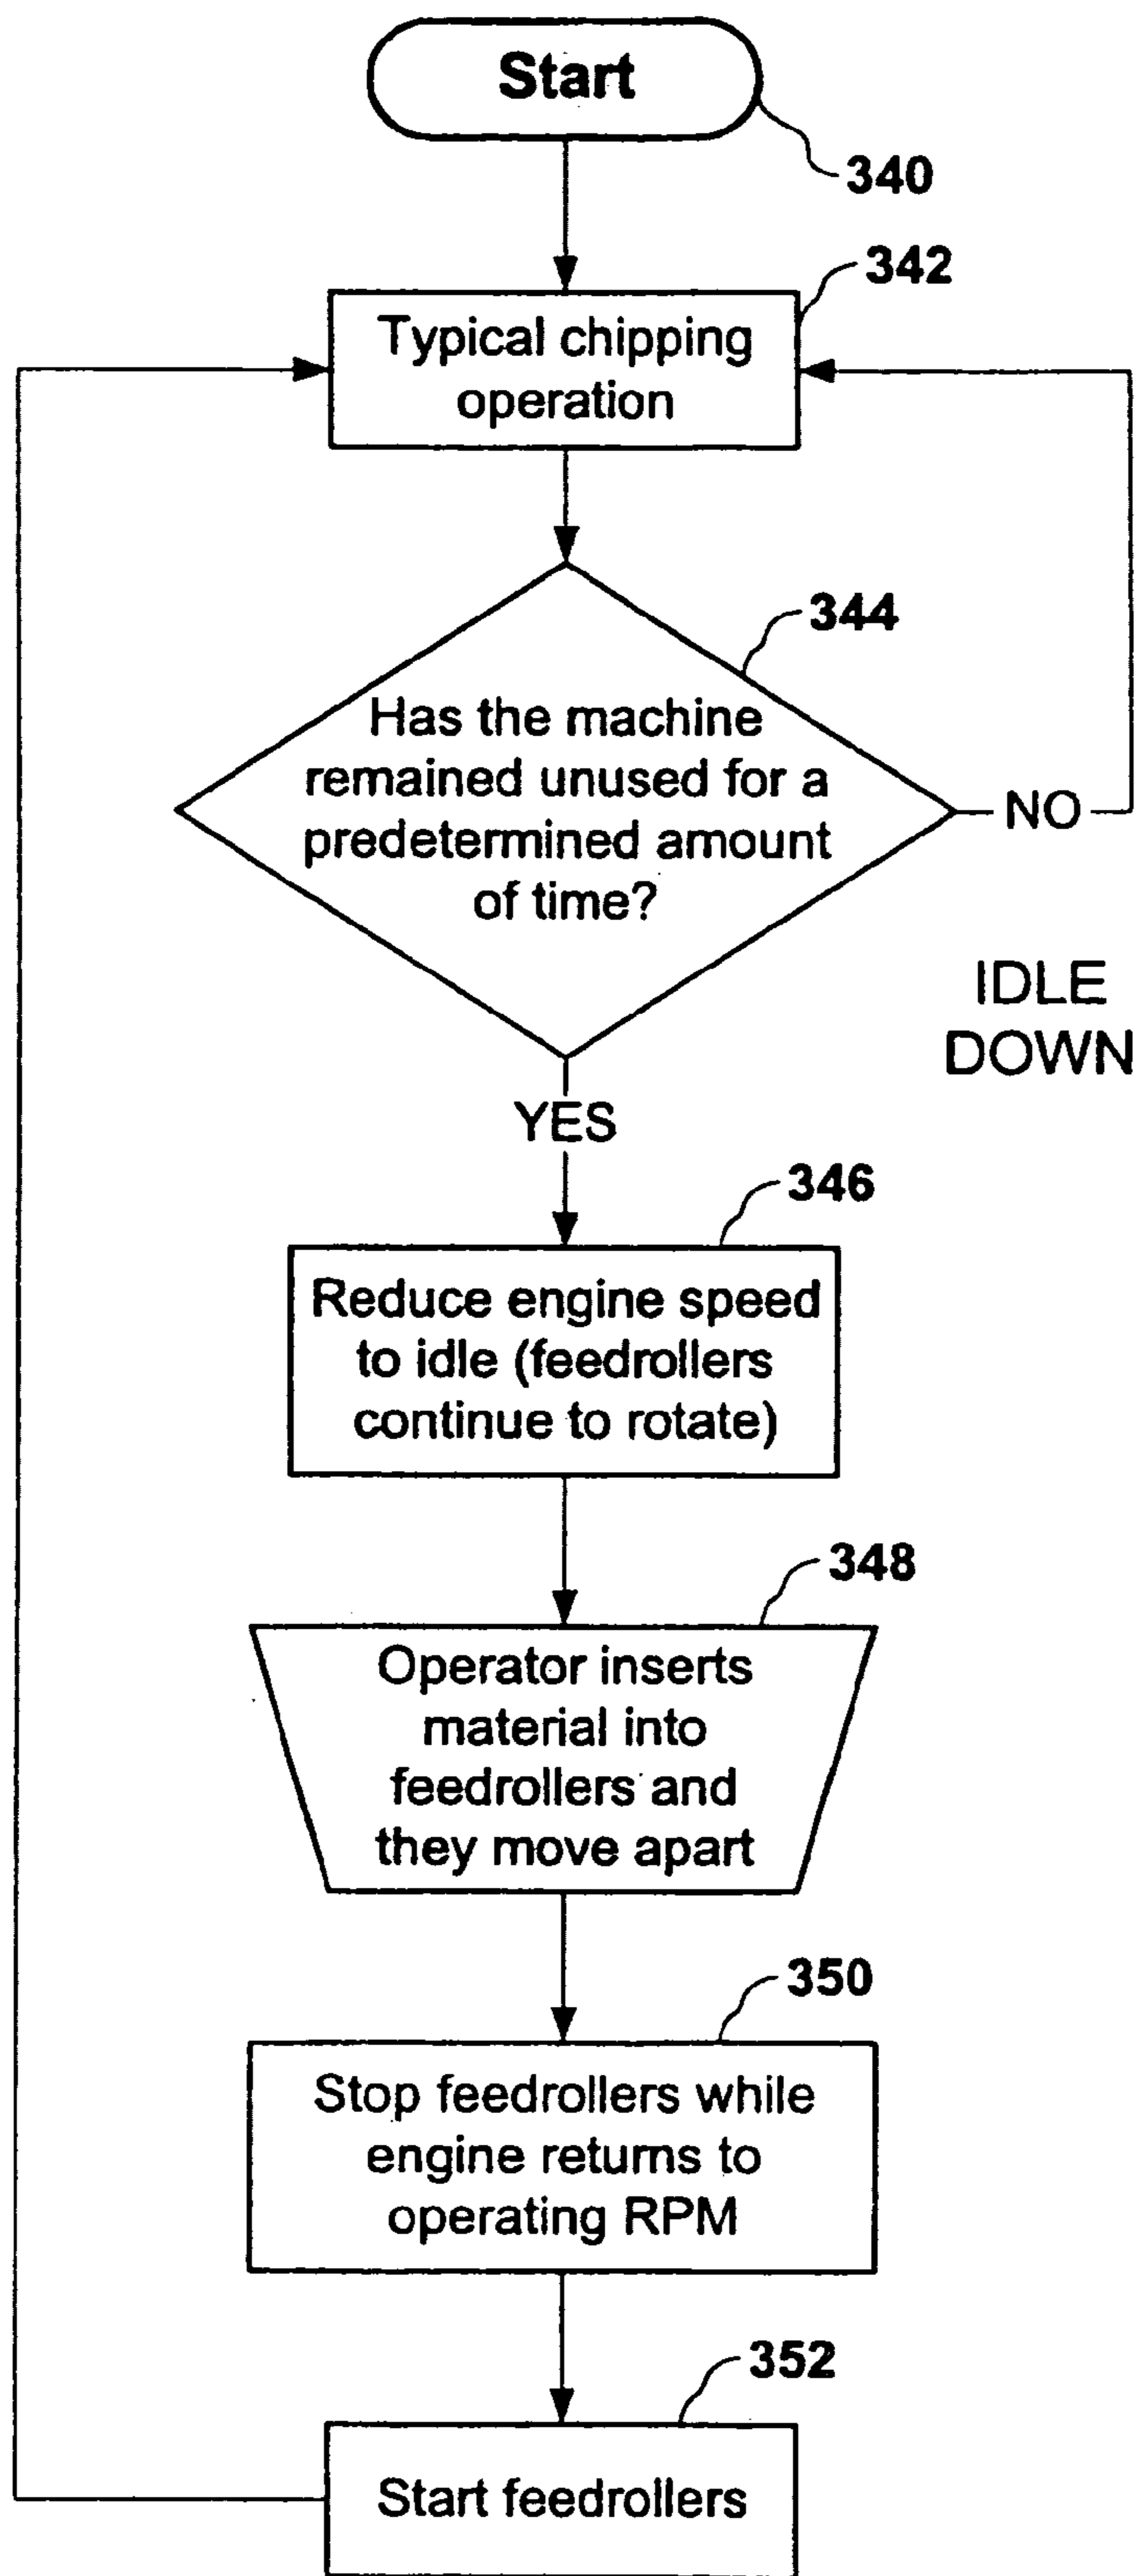 Start
340
342
Typical chipping
operation
344
Has the machine
remained unused for a
predetermined amount
of time?
NO
IDLE
DOWN
YES
346
Reduce engine speed
to idle (feedrollers
continue to rotate)
348
Operator inserts
material into
feedrollers and
they move apart
350
Stop feedrollers while
engine returns to
operating RPM
352
Start feedrollers